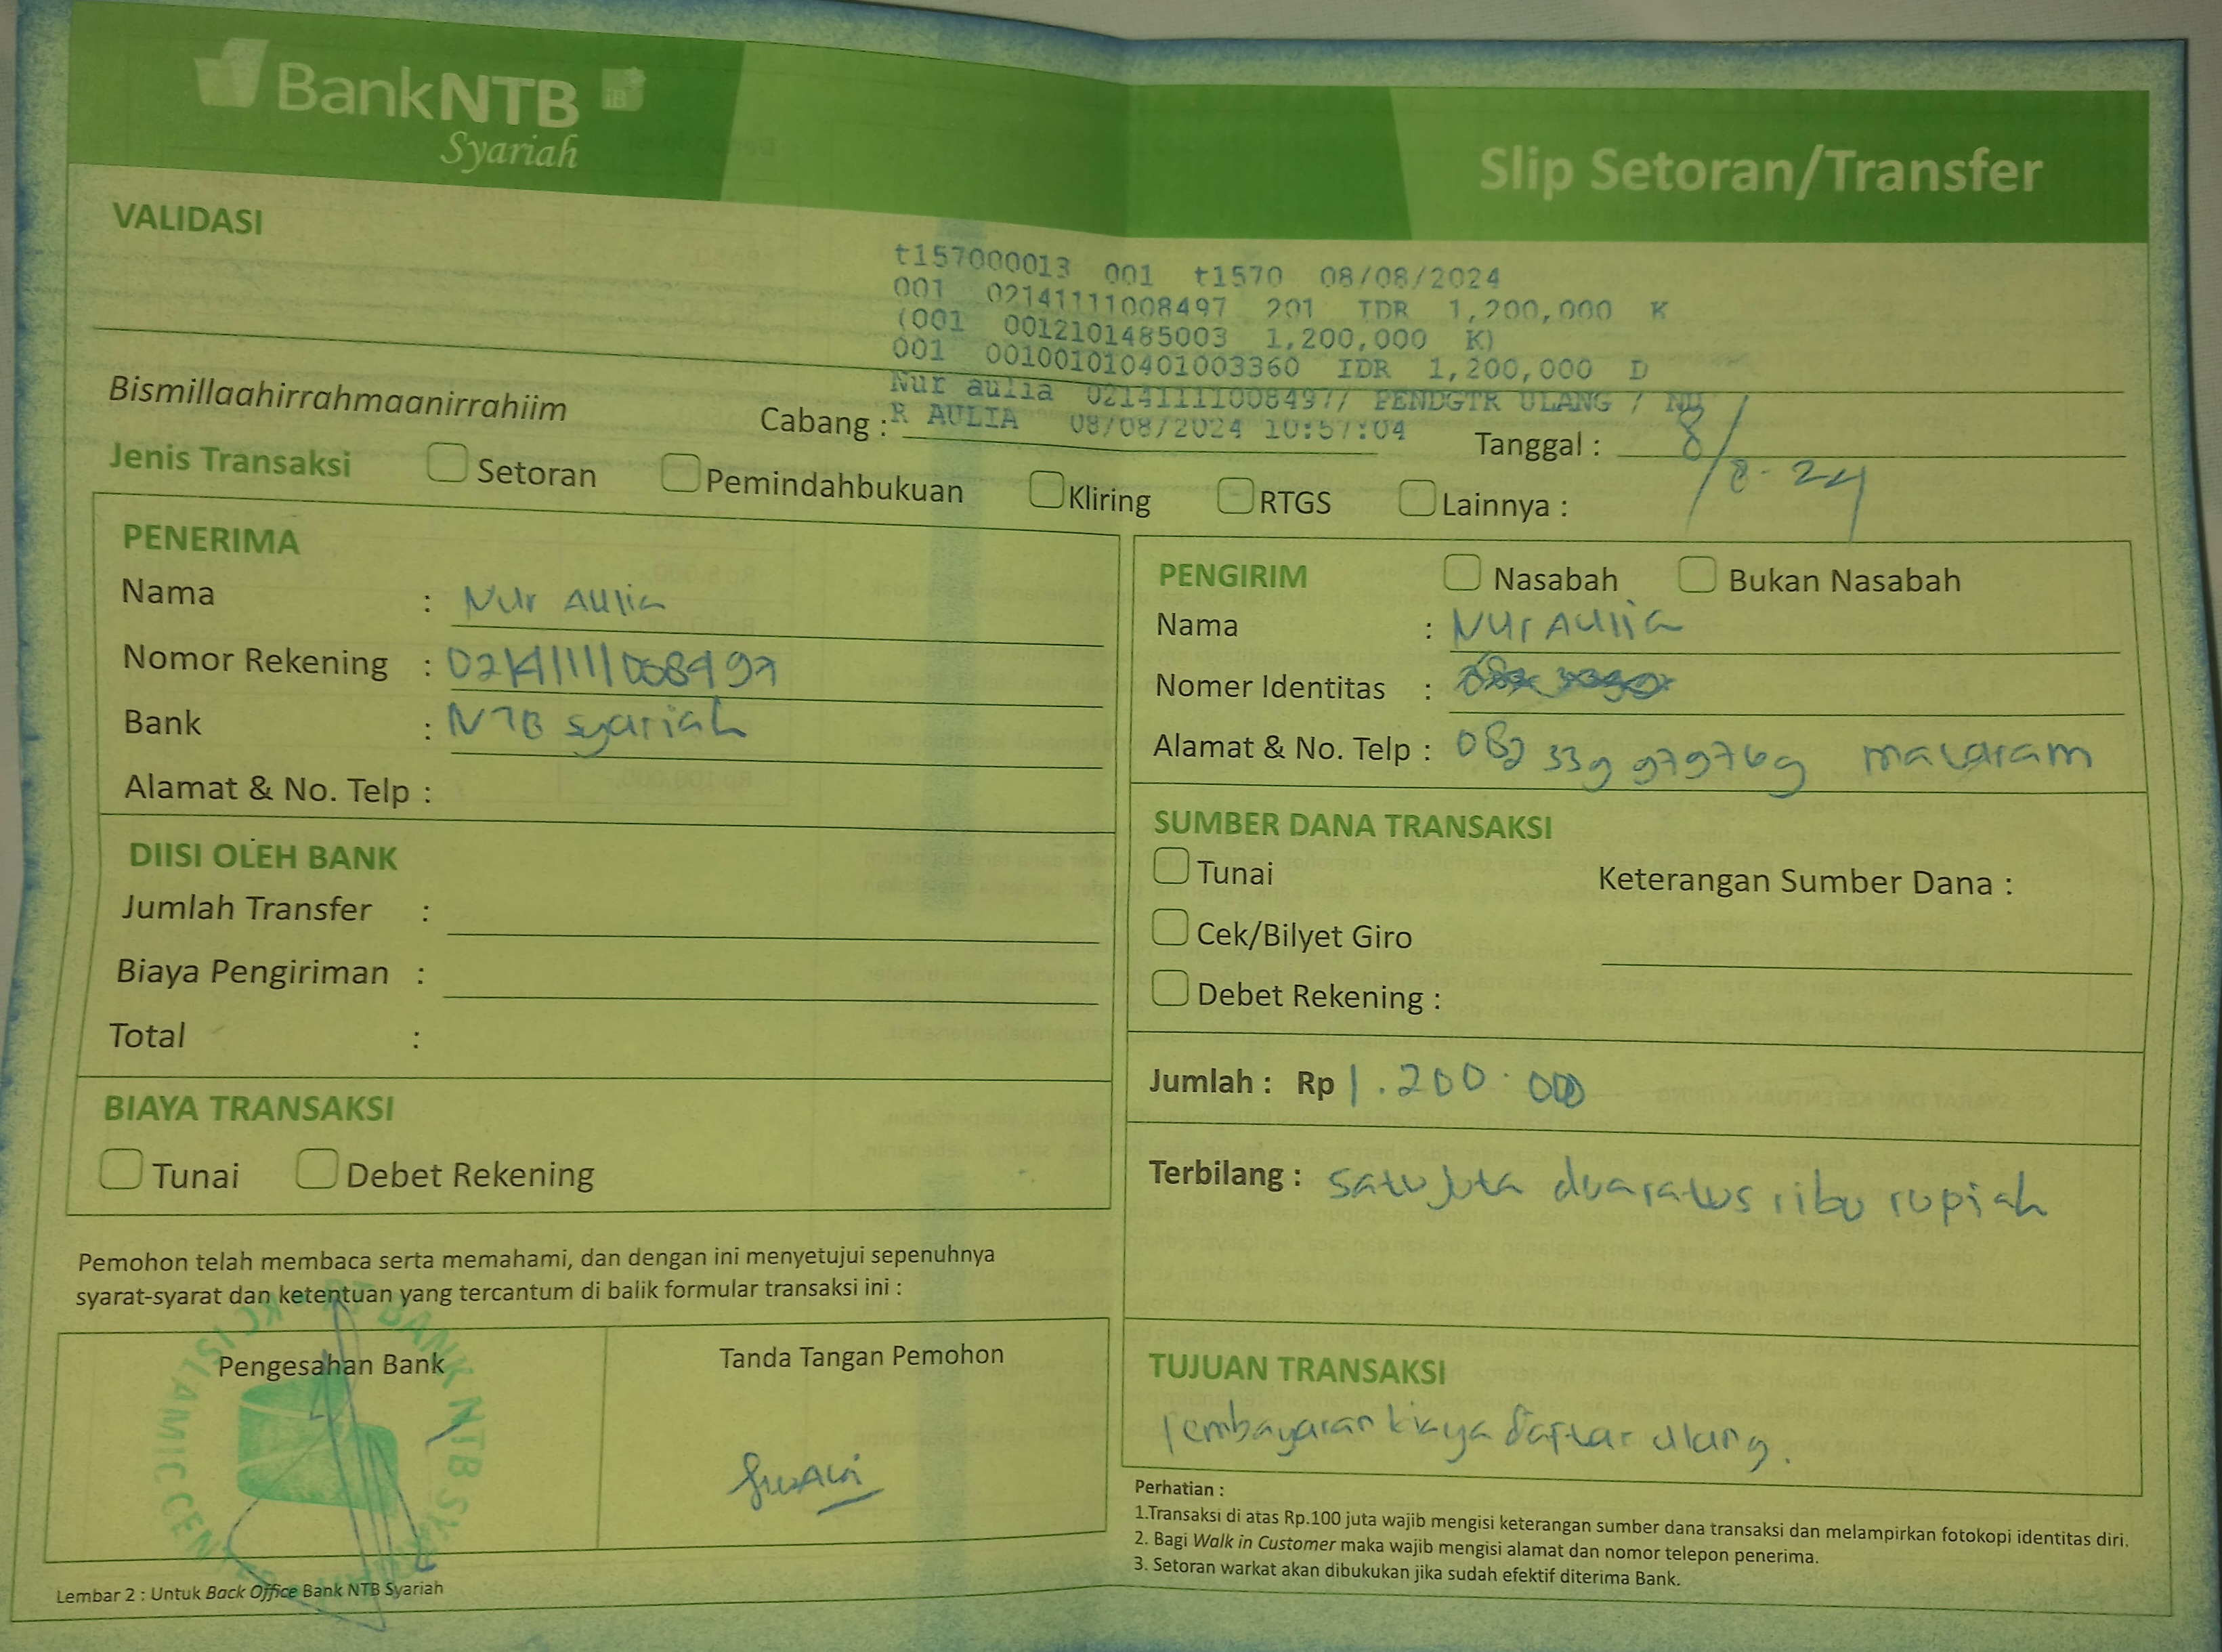 BankNTB iB
Syariah
Slip Setoran/Transfer
VALIDASI
t157000013 001 t1570 08/08/2024
001 02141111008497 201 IDR 1,200,000 K
(001 0012101485003 1,200,000 K)
001 001001010401003360 IDR 1,200,000 D
Nur aulia 02141111008497/ PENDGTR ULANG / NU
R AULIA 08/08/2024 10:57:04
Bismillaahirrahmaanirrahiim
Cabang :
Tanggal : 8/8-24
Jenis Transaksi Setoran Pemindahbukuan Kliring RTGS Lainnya :
PENERIMA
Nama : Nur Aulia
Nomor Rekening : 02141111008497
Bank : NTB syariah
Alamat & No. Telp :
DIISI OLEH BANK
Jumlah Transfer :
Biaya Pengiriman :
Total :
BIAYA TRANSAKSI
Tunai Debet Rekening
PENGIRIM Nasabah Bukan Nasabah
Nama : Nur Aulia
Nomer Identitas :
Alamat & No. Telp : 082 339 979769 mataram
SUMBER DANA TRANSAKSI
Tunai Keterangan Sumber Dana :
Cek/Bilyet Giro
Debet Rekening :
Jumlah : Rp 1.200.000
Terbilang : satu juta dua ratus ribu rupiah
TUJUAN TRANSAKSI
Pembayaran biaya Daftar ulang.
Pemohon telah membaca serta memahami, dan dengan ini menyetujui sepenuhnya
syarat-syarat dan ketentuan yang tercantum di balik formular transaksi ini :
Pengesahan Bank Tanda Tangan Pemohon
BANK NTB SYARIAH
KC ISLAMIC CENTER
Lembar 2 : Untuk Back Office Bank NTB Syariah
Perhatian :
1.Transaksi di atas Rp.100 juta wajib mengisi keterangan sumber dana transaksi dan melampirkan fotokopi identitas diri.
2. Bagi Walk in Customer maka wajib mengisi alamat dan nomor telepon penerima.
3. Setoran warkat akan dibukukan jika sudah efektif diterima Bank.